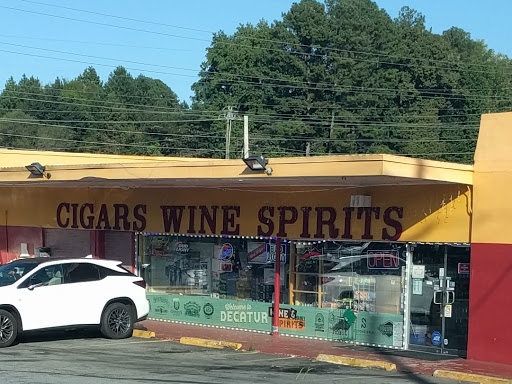 CIGARS WINE SPIRITS
OPEN
Welcome to
DECATUR
WINE &
SPIRITS